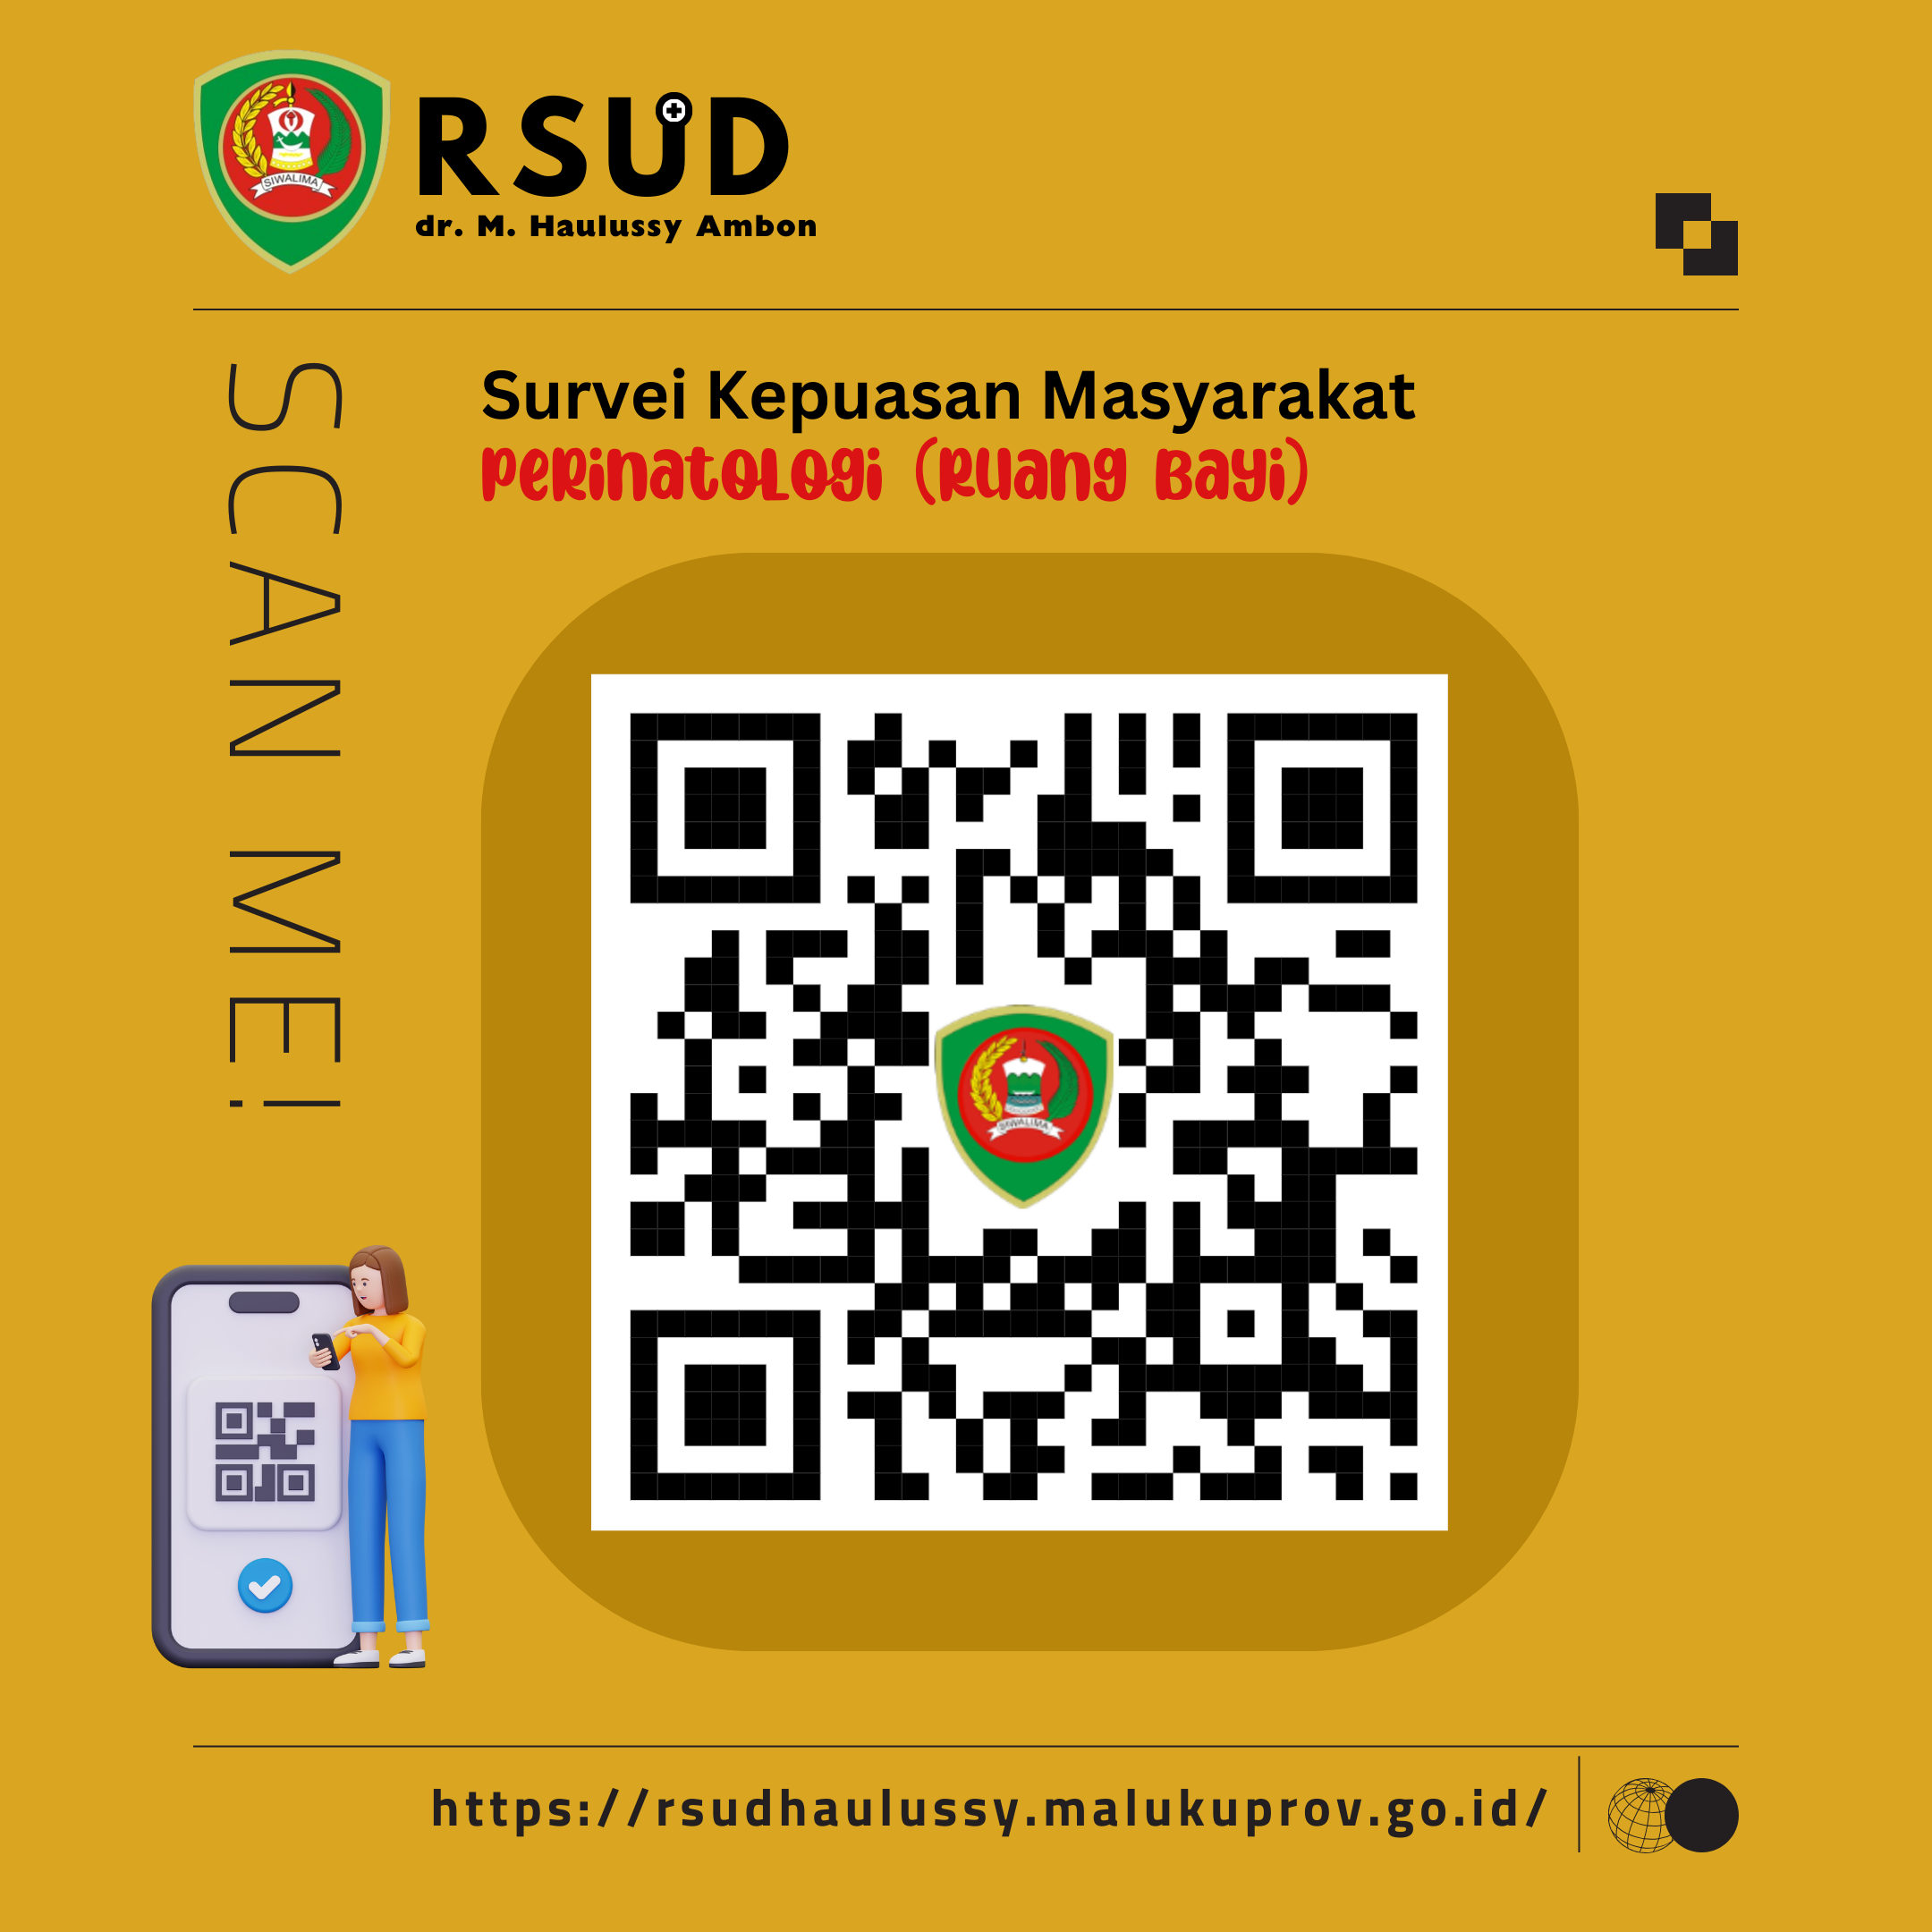 SIWALIMA
RSUD
dr. M. Haulussy Ambon
SCAN ME!
Survei Kepuasan Masyarakat
Perinatologi (Ruang Bayi)
SIWALIMA
https://rsudhaulussy.malukuprov.go.id/